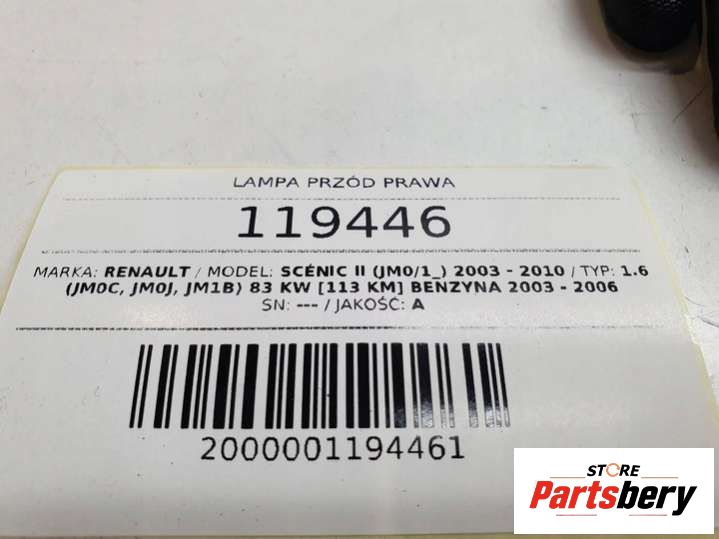 LAMPA PRZÓD PRAWA
119446
MARKA: RENAULT / MODEL: SCÉNIC II (JM0/1_) 2003 - 2010 / TYP: 1.6
(JM0C, JM0J, JM1B) 83 KW [113 KM] BENZYNA 2003 - 2006
SN: --- / JAKOŚĆ: A
2000001194461
STORE
Partsbery